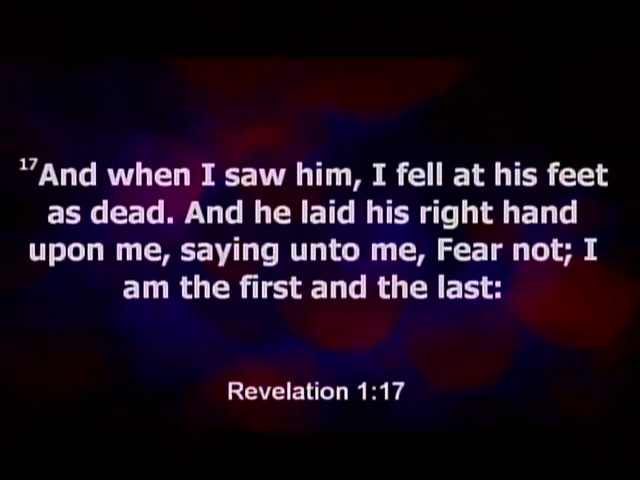 17And when I saw him, I fell at his feet
as dead. And he laid his right hand
upon me, saying unto me, Fear not; I
am the first and the last:
Revelation 1:17